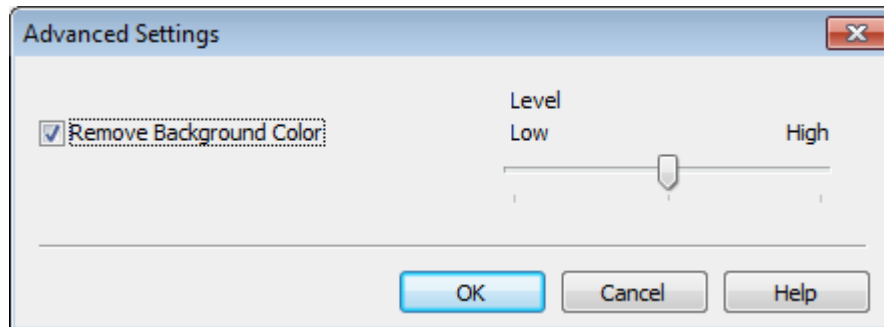 Advanced Settings
Level
Remove Background Color
Low High
OK Cancel Help